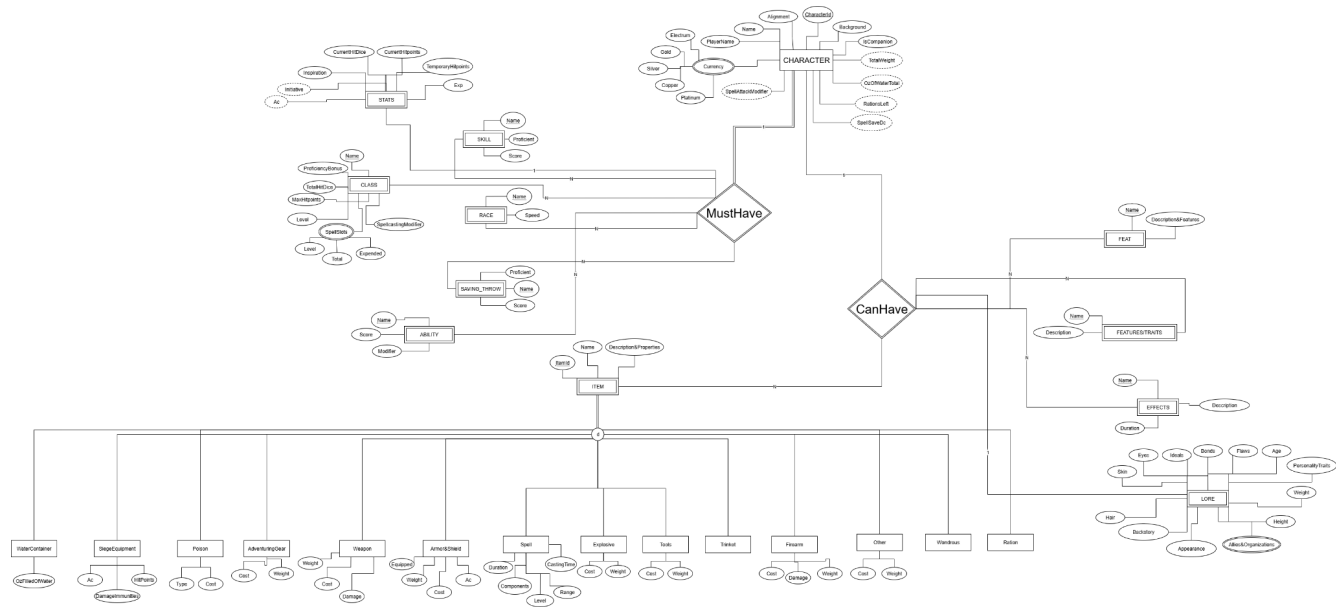 CharacterId
Alignment
Name
Background
Electrum
PlayerName
IsCompanion
Gold
CHARACTER
TotalWeight
Silver
Currency
Copper
SpellAttackModifier
OzOfWaterTotal
Platinum
RationsLeft
SpellSaveDc
CurrentHitDice
CurrentHitpoints
Inspiration
TemporaryHitpoints
Initiative
Exp
Ac
STATS
Name
SKILL
Proficient
Score
Name
ProficiencyBonus
CLASS
TotalHitDice
MaxHitpoints
Level
SpellcastingModifier
SpellSlots
Level
Expended
Total
Name
RACE
Speed
MustHave
1
1
N
N
N
N
N
Proficient
SAVING_THROW
Name
Score
Name
Score
ABILITY
Modifier
CanHave
1
N
N
N
N
1
Name
Description&Features
FEAT
Name
Description
FEATURES/TRAITS
Name
EFFECTS
Description
Duration
Name
Description&Properties
ItemId
ITEM
d
Eyes
Ideals
Bonds
Flaws
Age
PersonalityTraits
Skin
LORE
Weight
Hair
Height
Backstory
Allies&Organizations
Appearance
WaterContainer
SiegeEquipment
Poison
AdventuringGear
Weapon
Armor&Shield
Spell
Explosive
Tools
Trinket
Firearm
Other
Wondrous
Ration
OzFilledOfWater
Ac
HitPoints
DamageImmunities
Type
Cost
Cost
Weight
Weight
Cost
Damage
Equipped
Weight
Cost
Ac
Duration
CastingTime
Components
Range
Level
Cost
Weight
Cost
Weight
Cost
Damage
Weight
Cost
Weight